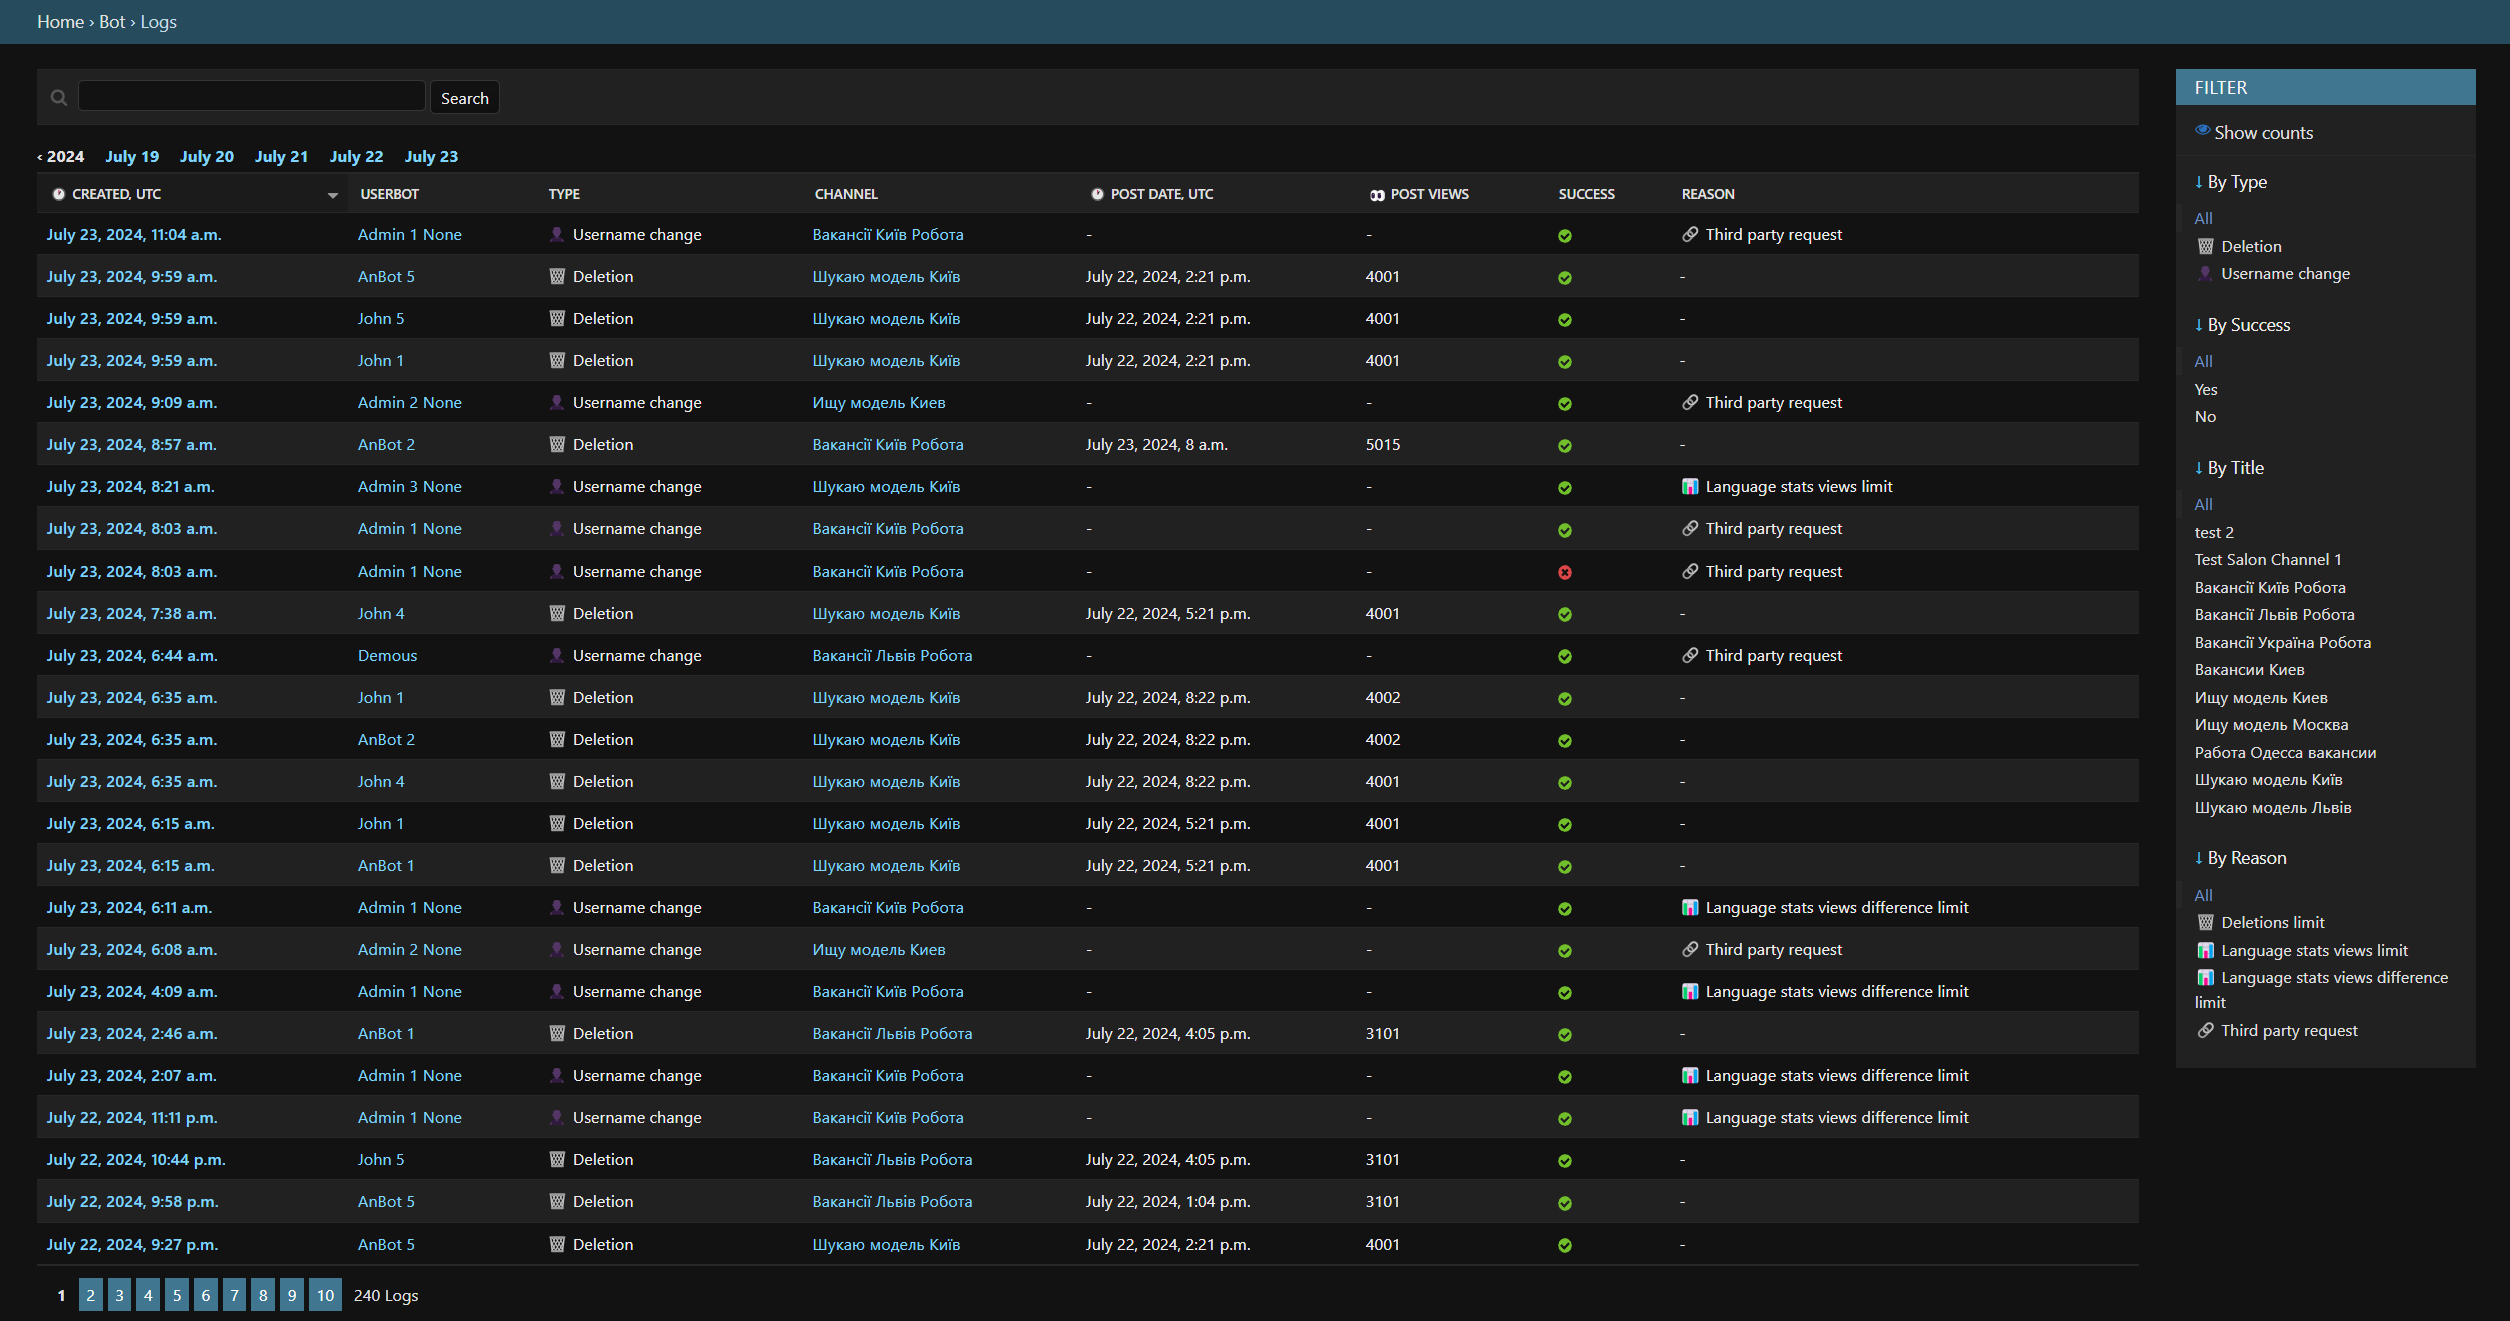 Home › Bot › Logs
Search
‹ 2024 July 19 July 20 July 21 July 22 July 23
CREATED, UTC USERBOT TYPE CHANNEL POST DATE, UTC POST VIEWS SUCCESS REASON
July 23, 2024, 11:04 a.m. Admin 1 None Username change Вакансії Київ Робота - - Third party request
July 23, 2024, 9:59 a.m. AnBot 5 Deletion Шукаю модель Київ July 22, 2024, 2:21 p.m. 4001 -
July 23, 2024, 9:59 a.m. John 5 Deletion Шукаю модель Київ July 22, 2024, 2:21 p.m. 4001 -
July 23, 2024, 9:59 a.m. John 1 Deletion Шукаю модель Київ July 22, 2024, 2:21 p.m. 4001 -
July 23, 2024, 9:09 a.m. Admin 2 None Username change Ищу модель Киев - - Third party request
July 23, 2024, 8:57 a.m. AnBot 2 Deletion Вакансії Київ Робота July 23, 2024, 8 a.m. 5015 -
July 23, 2024, 8:21 a.m. Admin 3 None Username change Шукаю модель Київ - - Language stats views limit
July 23, 2024, 8:03 a.m. Admin 1 None Username change Вакансії Київ Робота - - Third party request
July 23, 2024, 8:03 a.m. Admin 1 None Username change Вакансії Київ Робота - - Third party request
July 23, 2024, 7:38 a.m. John 4 Deletion Шукаю модель Київ July 22, 2024, 5:21 p.m. 4001 -
July 23, 2024, 6:44 a.m. Demous Username change Вакансії Львів Робота - - Third party request
July 23, 2024, 6:35 a.m. John 1 Deletion Шукаю модель Київ July 22, 2024, 8:22 p.m. 4002 -
July 23, 2024, 6:35 a.m. AnBot 2 Deletion Шукаю модель Київ July 22, 2024, 8:22 p.m. 4002 -
July 23, 2024, 6:35 a.m. John 4 Deletion Шукаю модель Київ July 22, 2024, 8:22 p.m. 4001 -
July 23, 2024, 6:15 a.m. John 1 Deletion Шукаю модель Київ July 22, 2024, 5:21 p.m. 4001 -
July 23, 2024, 6:15 a.m. AnBot 1 Deletion Шукаю модель Київ July 22, 2024, 5:21 p.m. 4001 -
July 23, 2024, 6:11 a.m. Admin 1 None Username change Вакансії Київ Робота - - Language stats views difference limit
July 23, 2024, 6:08 a.m. Admin 2 None Username change Ищу модель Киев - - Third party request
July 23, 2024, 4:09 a.m. Admin 1 None Username change Вакансії Київ Робота - - Language stats views difference limit
July 23, 2024, 2:46 a.m. AnBot 1 Deletion Вакансії Львів Робота July 22, 2024, 4:05 p.m. 3101 -
July 23, 2024, 2:07 a.m. Admin 1 None Username change Вакансії Київ Робота - - Language stats views difference limit
July 22, 2024, 11:11 p.m. Admin 1 None Username change Вакансії Київ Робота - - Language stats views difference limit
July 22, 2024, 10:44 p.m. John 5 Deletion Вакансії Львів Робота July 22, 2024, 4:05 p.m. 3101 -
July 22, 2024, 9:58 p.m. AnBot 5 Deletion Вакансії Львів Робота July 22, 2024, 1:04 p.m. 3101 -
July 22, 2024, 9:27 p.m. AnBot 5 Deletion Шукаю модель Київ July 22, 2024, 2:21 p.m. 4001 -
1 2 3 4 5 6 7 8 9 10 240 Logs
FILTER
Show counts
↓ By Type
All
Deletion
Username change
↓ By Success
All
Yes
No
↓ By Title
All
test 2
Test Salon Channel 1
Вакансії Київ Робота
Вакансії Львів Робота
Вакансії Україна Робота
Вакансии Киев
Ищу модель Киев
Ищу модель Москва
Работа Одесса вакансии
Шукаю модель Київ
Шукаю модель Львів
↓ By Reason
All
Deletions limit
Language stats views limit
Language stats views difference
limit
Third party request